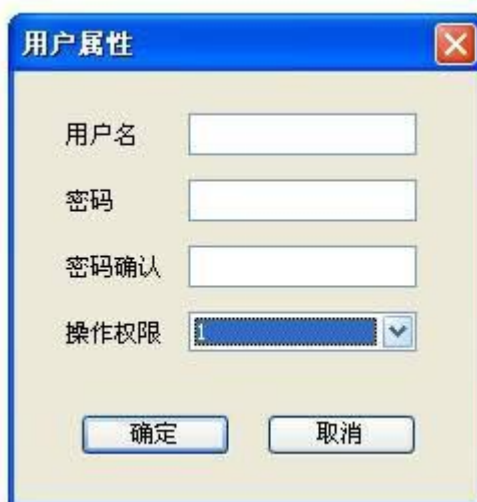 用户属性
用户名
密码
密码确认
操作权限 1
确定 取消